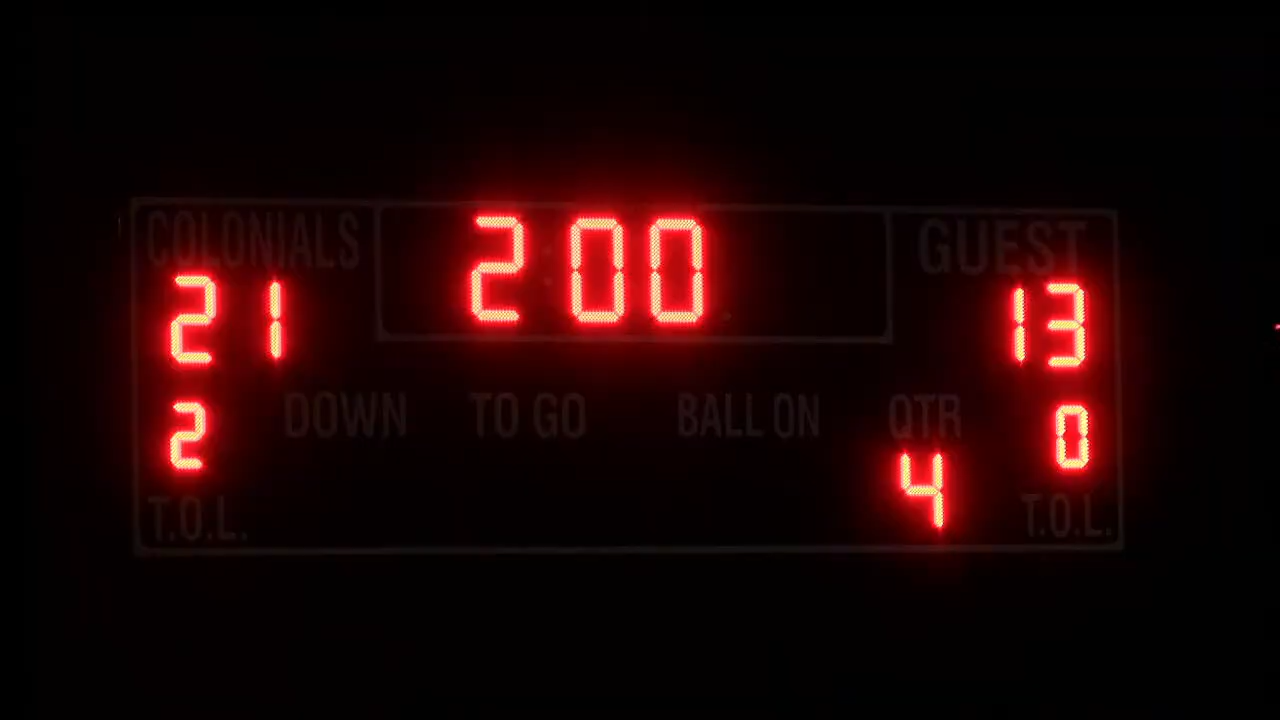 COLONIALS 2 00 GUEST
21 13
DOWN TO GO BALL ON QTR
2 0
4
T.O.L. T.O.L.